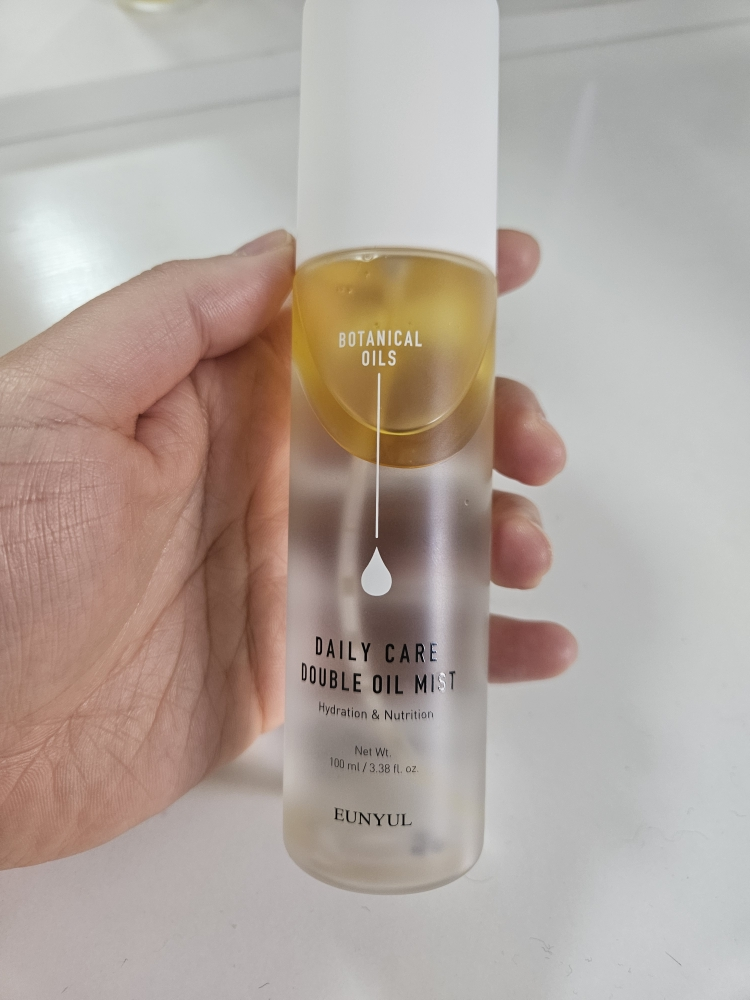 BOTANICAL
OILS
DAILY CARE
DOUBLE OIL MIST
Hydration & Nutrition
Net Wt.
100 ml / 3.38 fl. oz.
EUNYUL